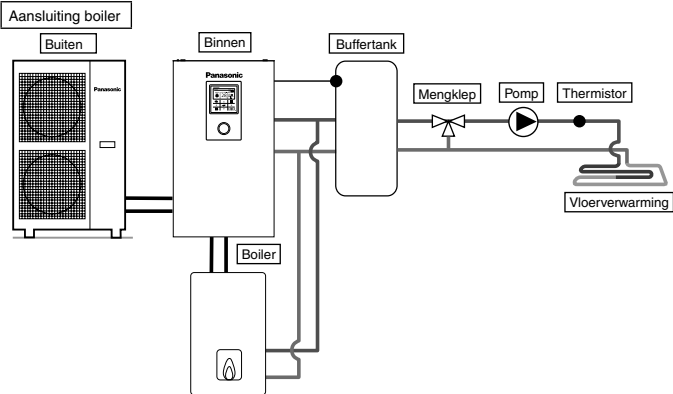 Aansluiting boiler
Buiten
Binnen
Buffertank
Panasonic
Panasonic
Mengklep
Pomp
Thermistor
Vloerverwarming
Boiler